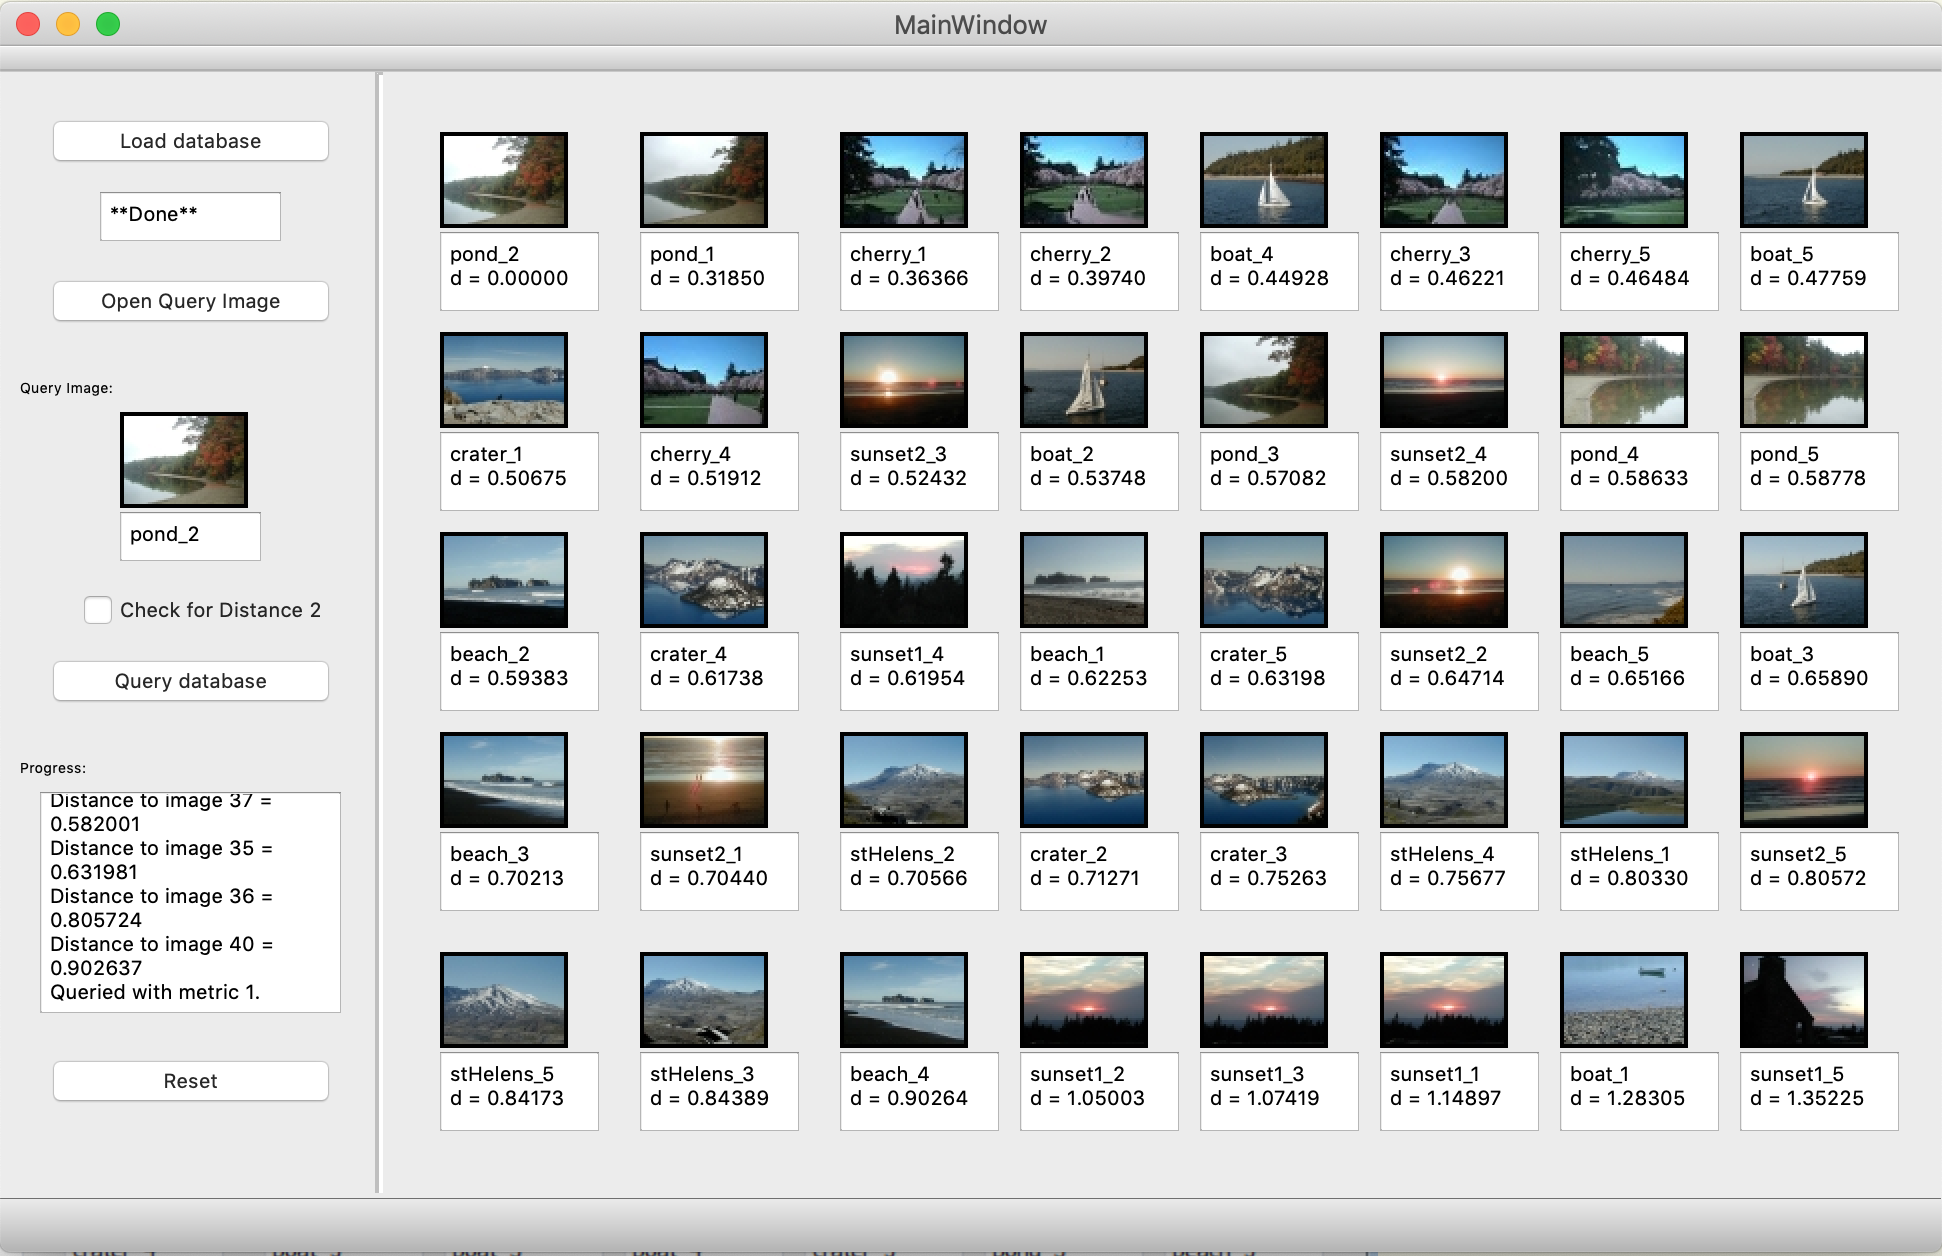 MainWindow
Load database
**Done**
Open Query Image
Query Image:
pond_2
Check for Distance 2
Query database
Progress:
Distance to image 37 =
0.582001
Distance to image 35 =
0.631981
Distance to image 36 =
0.805724
Distance to image 40 =
0.902637
Queried with metric 1.
Reset
pond_2
d = 0.00000
pond_1
d = 0.31850
cherry_1
d = 0.36366
cherry_2
d = 0.39740
boat_4
d = 0.44928
cherry_3
d = 0.46221
cherry_5
d = 0.46484
boat_5
d = 0.47759
crater_1
d = 0.50675
cherry_4
d = 0.51912
sunset2_3
d = 0.52432
boat_2
d = 0.53748
pond_3
d = 0.57082
sunset2_4
d = 0.58200
pond_4
d = 0.58633
pond_5
d = 0.58778
beach_2
d = 0.59383
crater_4
d = 0.61738
sunset1_4
d = 0.61954
beach_1
d = 0.62253
crater_5
d = 0.63198
sunset2_2
d = 0.64714
beach_5
d = 0.65166
boat_3
d = 0.65890
beach_3
d = 0.70213
sunset2_1
d = 0.70440
stHelens_2
d = 0.70566
crater_2
d = 0.71271
crater_3
d = 0.75263
stHelens_4
d = 0.75677
stHelens_1
d = 0.80330
sunset2_5
d = 0.80572
stHelens_5
d = 0.84173
stHelens_3
d = 0.84389
beach_4
d = 0.90264
sunset1_2
d = 1.05003
sunset1_3
d = 1.07419
sunset1_1
d = 1.14897
boat_1
d = 1.28305
sunset1_5
d = 1.35225